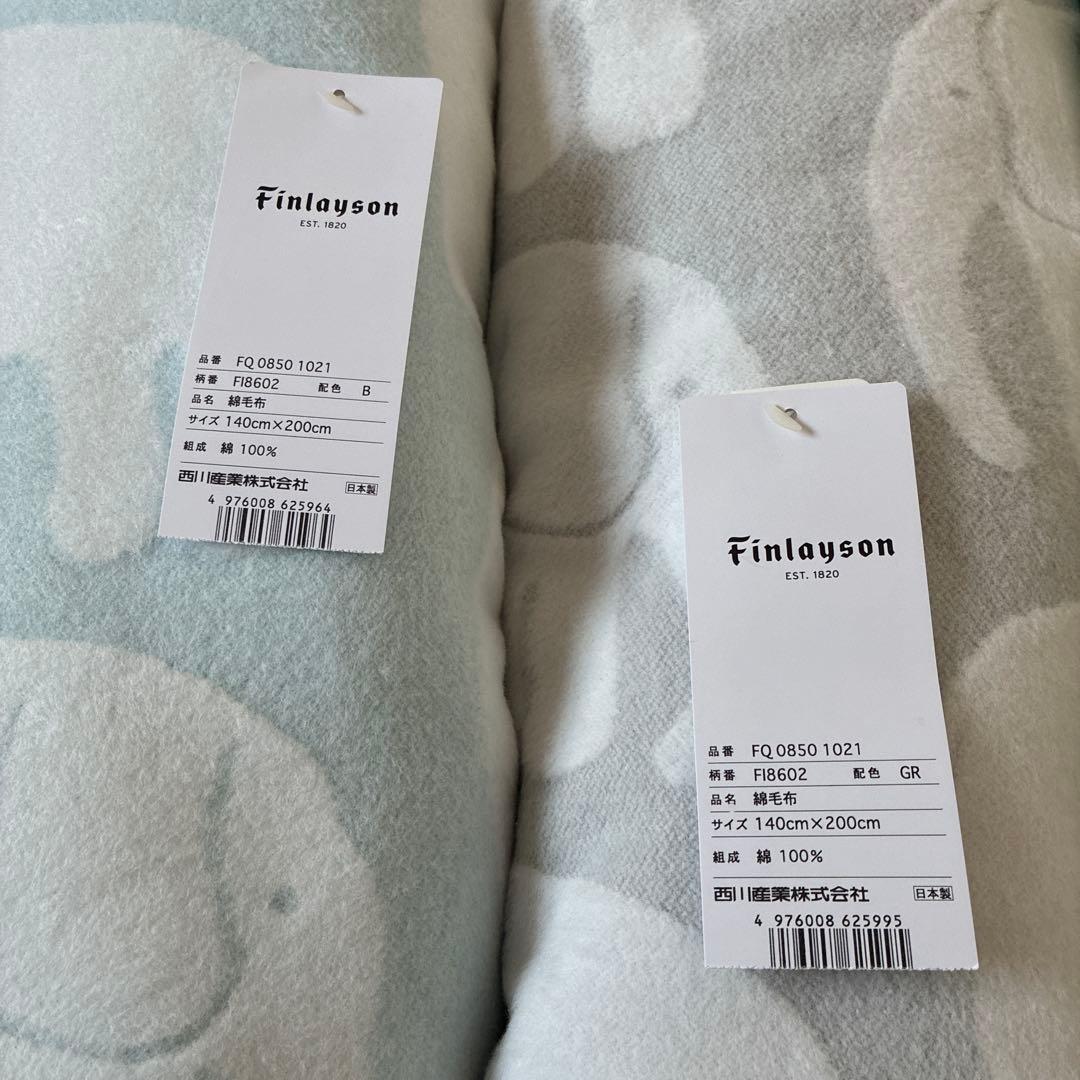 Finlayson
EST. 1820
品番 FQ 0850 1021
柄番 FI8602 配色 B
品名 綿毛布
サイズ 140cm×200cm
組成 綿 100%
西川産業株式会社 日本製
4 976008 625964
Finlayson
EST. 1820
品番 FQ 0850 1021
柄番 FI8602 配色 GR
品名 綿毛布
サイズ 140cm×200cm
組成 綿 100%
西川産業株式会社 日本製
4 976008 625995